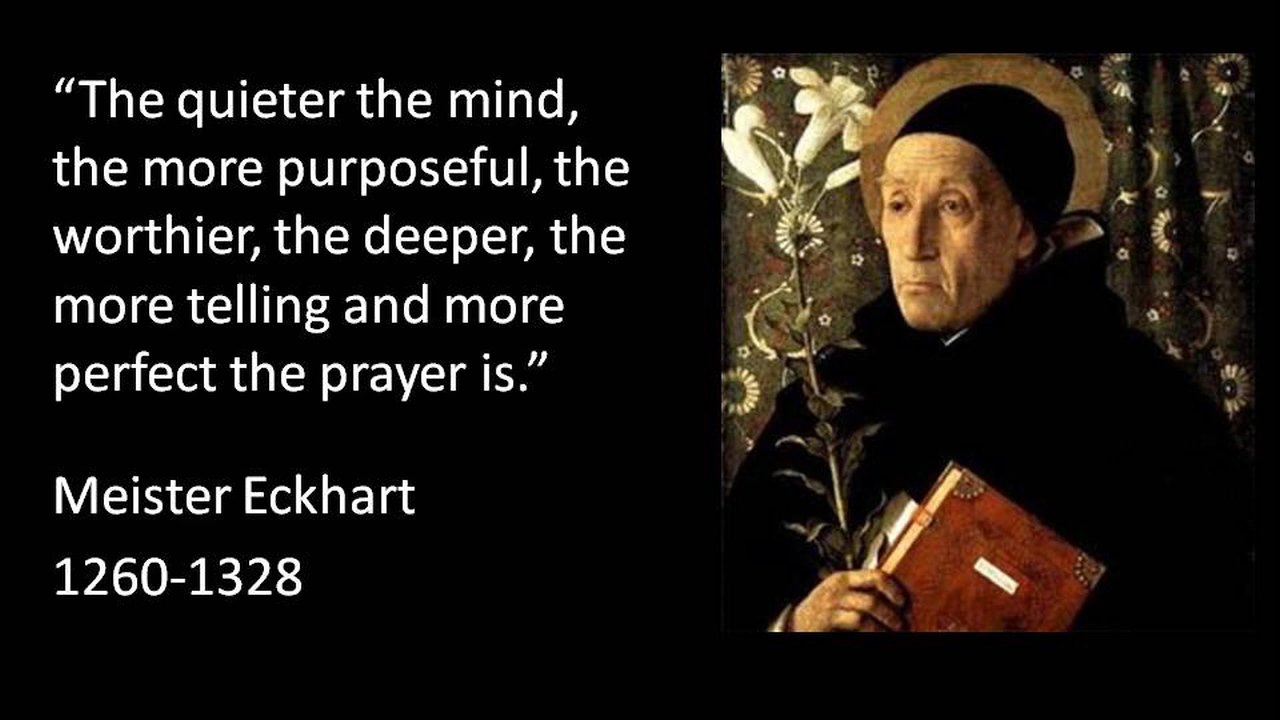 “The quieter the mind,
the more purposeful, the
worthier, the deeper, the
more telling and more
perfect the prayer is.”
Meister Eckhart
1260-1328